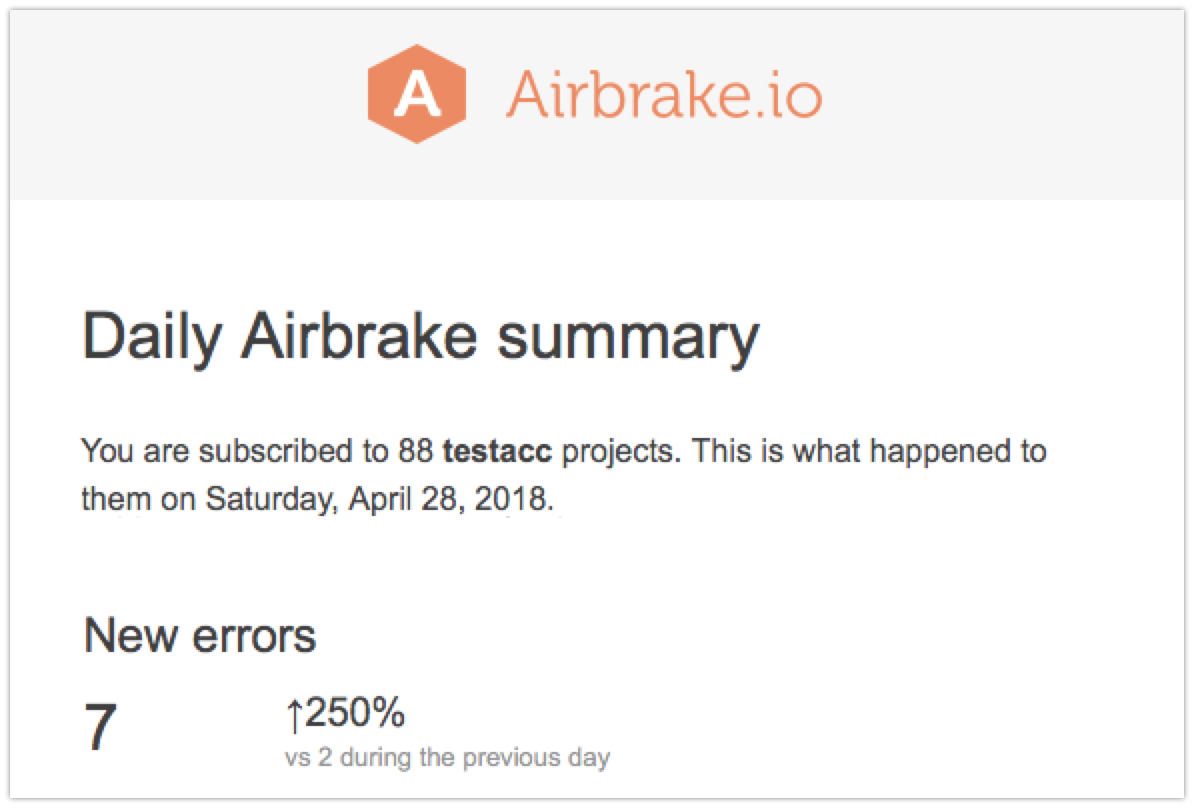 A Airbrake.io
Daily Airbrake summary
You are subscribed to 88 testacc projects. This is what happened to
them on Saturday, April 28, 2018.
New errors
7 ↑250%
vs 2 during the previous day